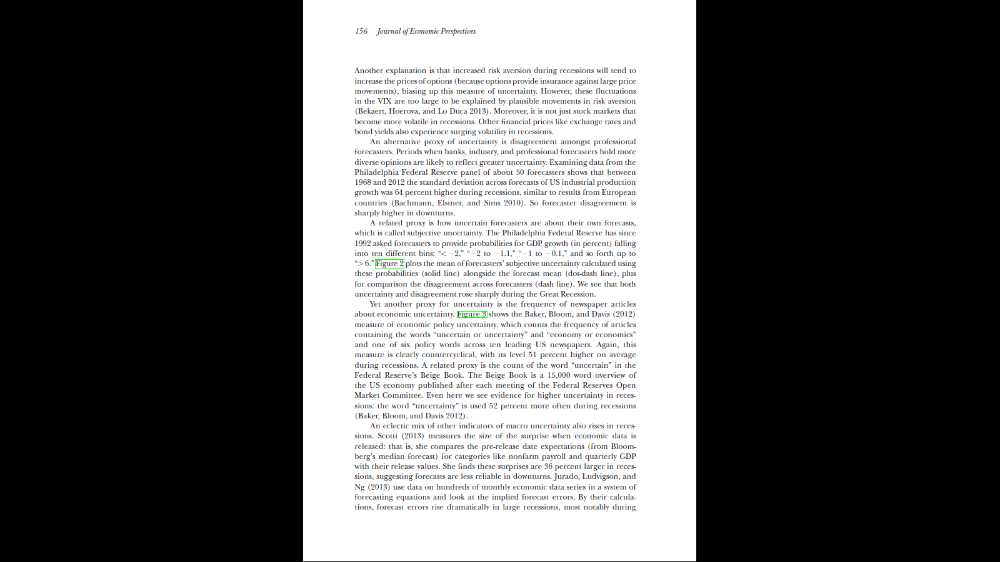 156 Journal of Economic Perspectives
Another explanation is that increased risk aversion during recessions will tend to
increase the prices of options (because options provide insurance against large price
movements), biasing up this measure of uncertainty. However, these fluctuations
in the VIX are too large to be explained by plausible movements in risk aversion
(Bekaert, Hoerova, and Lo Duca 2013). Moreover, it is not just stock markets that
become more volatile in recessions. Other financial prices like exchange rates and
bond yields also experience surging volatility in recessions.
An alternative proxy of uncertainty is disagreement amongst professional
forecasters. Periods when banks, industry, and professional forecasters hold more
diverse opinions are likely to reflect greater uncertainty. Examining data from the
Philadelphia Federal Reserve panel of about 50 forecasters shows that between
1968 and 2012 the standard deviation across forecasts of US industrial production
growth was 64 percent higher during recessions, similar to results from European
countries (Bachmann, Elstner, and Sims 2010). So forecaster disagreement is
sharply higher in downturns.
A related proxy is how uncertain forecasters are about their own forecasts,
which is called subjective uncertainty. The Philadelphia Federal Reserve has since
1992 asked forecasters to provide probabilities for GDP growth (in percent) falling
into ten different bins: “< −2,” “−2 to −1.1,” “−1 to −0.1,” and so forth up to
“> 6.” Figure 2 plots the mean of forecasters’ subjective uncertainty calculated using
these probabilities (solid line) alongside the forecast mean (dot-dash line), plus
for comparison the disagreement across forecasters (dash line). We see that both
uncertainty and disagreement rose sharply during the Great Recession.
Yet another proxy for uncertainty is the frequency of newspaper articles
about economic uncertainty. Figure 3 shows the Baker, Bloom, and Davis (2012)
measure of economic policy uncertainty, which counts the frequency of articles
containing the words “uncertain or uncertainty” and “economy or economics”
and one of six policy words across ten leading US newspapers. Again, this
measure is clearly countercyclical, with its level 51 percent higher on average
during recessions. A related proxy is the count of the word “uncertain” in the
Federal Reserve’s Beige Book. The Beige Book is a 15,000 word overview of
the US economy published after each meeting of the Federal Reserves Open
Market Committee. Even here we see evidence for higher uncertainty in reces-
sions: the word “uncertainty” is used 52 percent more often during recessions
(Baker, Bloom, and Davis 2012).
An eclectic mix of other indicators of macro uncertainty also rises in reces-
sions. Scotti (2013) measures the size of the surprise when economic data is
released: that is, she compares the pre-release date expectations (from Bloom-
berg’s median forecast) for categories like nonfarm payroll and quarterly GDP
with their release values. She finds these surprises are 36 percent larger in reces-
sions, suggesting forecasts are less reliable in downturns. Jurado, Ludvigson, and
Ng (2013) use data on hundreds of monthly economic data series in a system of
forecasting equations and look at the implied forecast errors. By their calcula-
tions, forecast errors rise dramatically in large recessions, most notably during